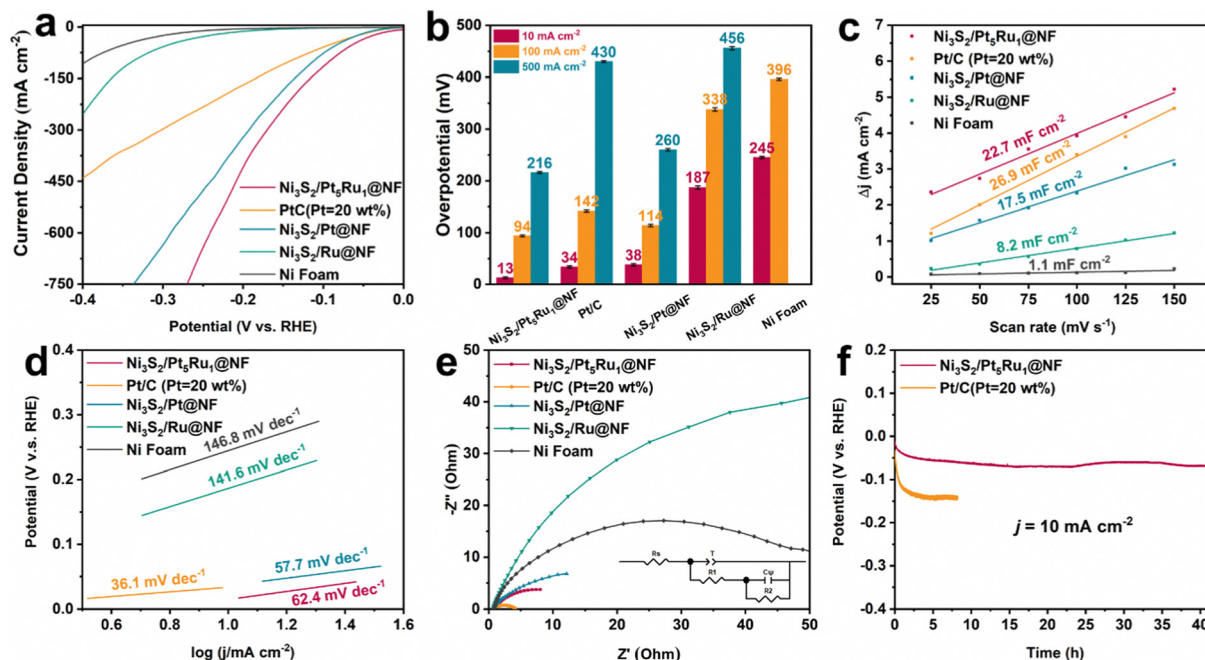 a
0
-150
-300
-450
-600
-750
Current Density (mA cm⁻²)
-0.4
-0.3
-0.2
-0.1
0.0
Potential (V vs. RHE)
Ni₃S₂/Pt₅Ru₁@NF
PtC(Pt=20 wt%)
Ni₃S₂/Pt@NF
Ni₃S₂/Ru@NF
Ni Foam
b
500
400
300
200
100
0
Overpotential (mV)
10 mA cm⁻²
100 mA cm⁻²
500 mA cm⁻²
13
94
216
34
142
430
38
114
260
187
338
456
245
396
Ni₃S₂/Pt₅Ru₁@NF
Pt/C
Ni₃S₂/Pt@NF
Ni₃S₂/Ru@NF
Ni Foam
c
7
6
5
4
3
2
1
0
Δj (mA cm⁻²)
Ni₃S₂/Pt₅Ru₁@NF
Pt/C (Pt=20 wt%)
Ni₃S₂/Pt@NF
Ni₃S₂/Ru@NF
Ni Foam
22.7 mF cm⁻²
26.9 mF cm⁻²
17.5 mF cm⁻²
8.2 mF cm⁻²
1.1 mF cm⁻²
25
50
75
100
125
150
Scan rate (mV s⁻¹)
d
0.4
0.3
0.2
0.1
0.0
Potential (V v.s. RHE)
Ni₃S₂/Pt₅Ru₁@NF
Pt/C (Pt=20 wt%)
Ni₃S₂/Pt@NF
Ni₃S₂/Ru@NF
Ni Foam
146.8 mV dec⁻¹
141.6 mV dec⁻¹
36.1 mV dec⁻¹
57.7 mV dec⁻¹
62.4 mV dec⁻¹
0.6
0.8
1.0
1.2
1.4
1.6
log (j/mA cm⁻²)
e
50
40
30
20
10
0
-Z'' (Ohm)
Ni₃S₂/Pt₅Ru₁@NF
Pt/C (Pt=20 wt%)
Ni₃S₂/Pt@NF
Ni₃S₂/Ru@NF
Ni Foam
Rs
T
R1
Cψ
R2
0
10
20
30
40
50
Z' (Ohm)
f
0.2
0.1
0.0
-0.1
-0.2
-0.3
-0.4
Potential (V v.s. RHE)
Ni₃S₂/Pt₅Ru₁@NF
Pt/C(Pt=20 wt%)
j = 10 mA cm⁻²
0
5
10
15
20
25
30
35
40
Time (h)